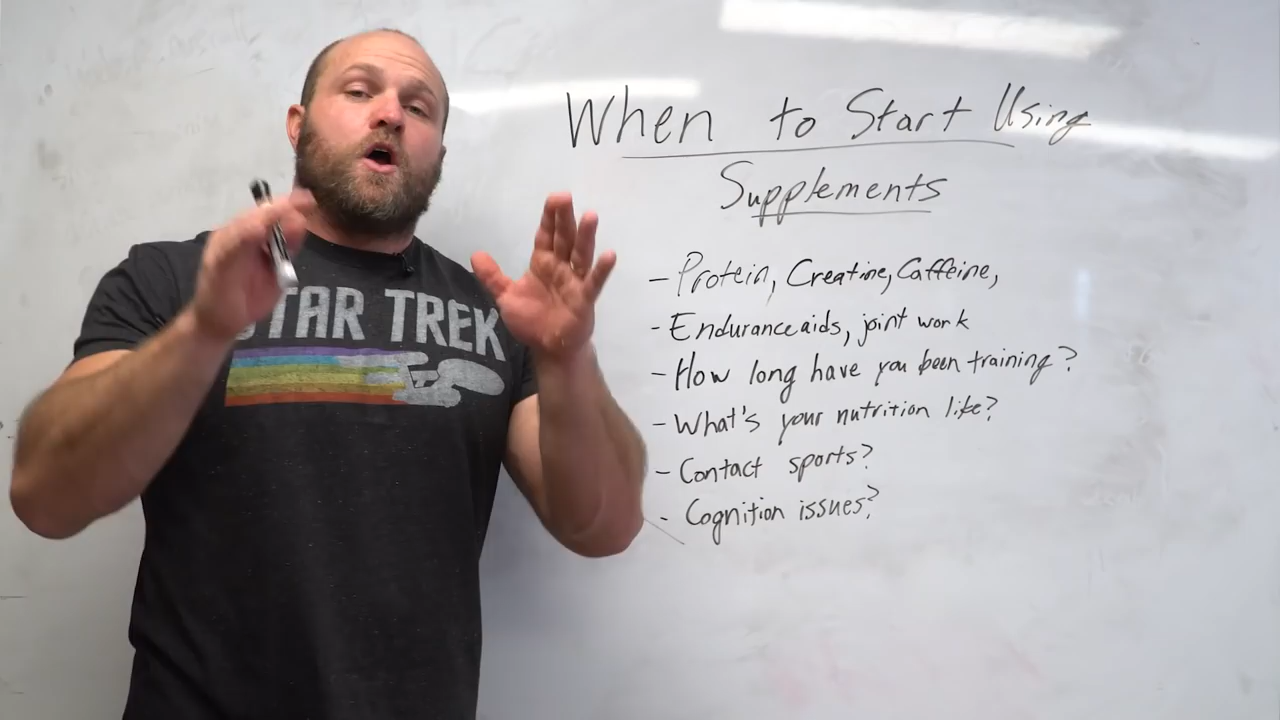 STAR TREK
When to Start Using
Supplements
- Protein, Creatine, Caffeine,
- Endurance aids, joint work
- How long have you been training?
- What's your nutrition like?
- Contact sports?
- Cognition issues?